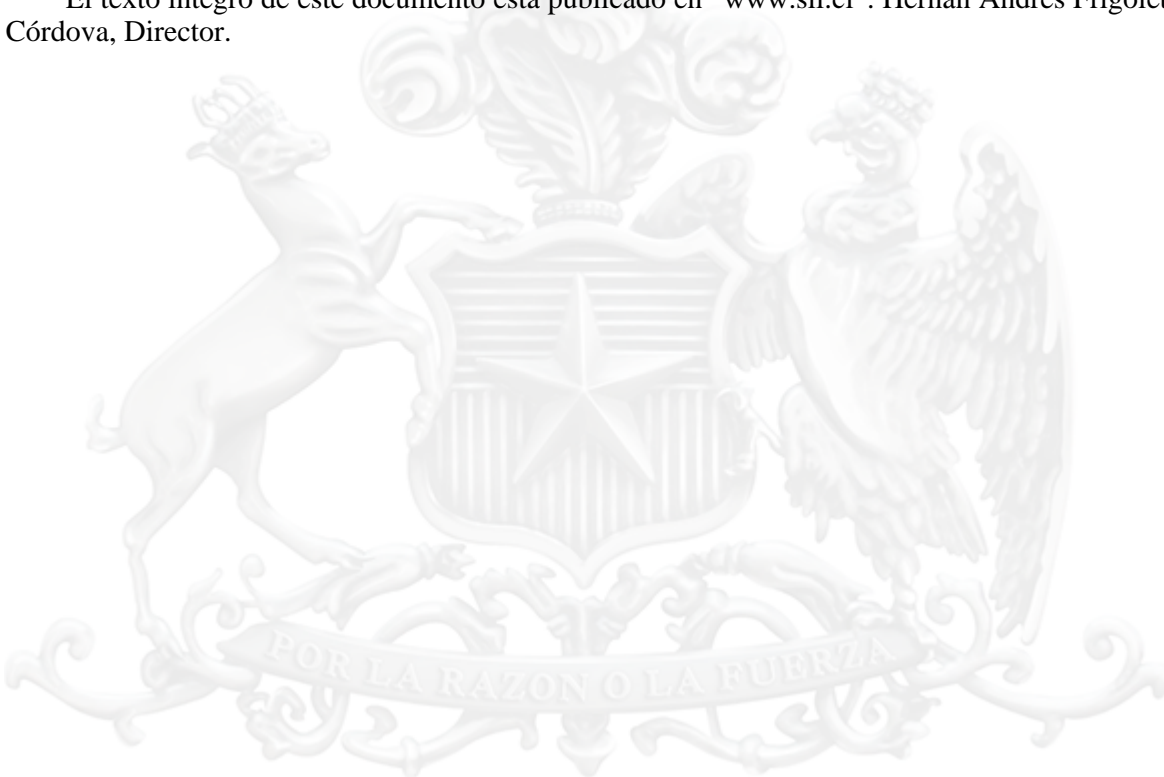 El texto íntegro de este documento está publicado en "www.sii.cl". Hernán Andrés Frigolett
Córdova, Director.
POR LA RAZON O LA FUERZA